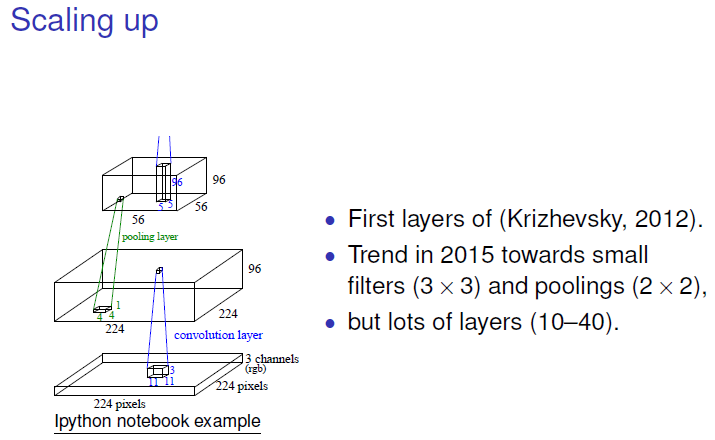 Scaling up
96
96
56
5 5
56
pooling layer
1
4 4
96
224
224
convolution layer
3
11 11
3 channels
(rgb)
224 pixels
224 pixels
Ipython notebook example
• First layers of (Krizhevsky, 2012).
• Trend in 2015 towards small
filters (3 × 3) and poolings (2 × 2),
• but lots of layers (10–40).